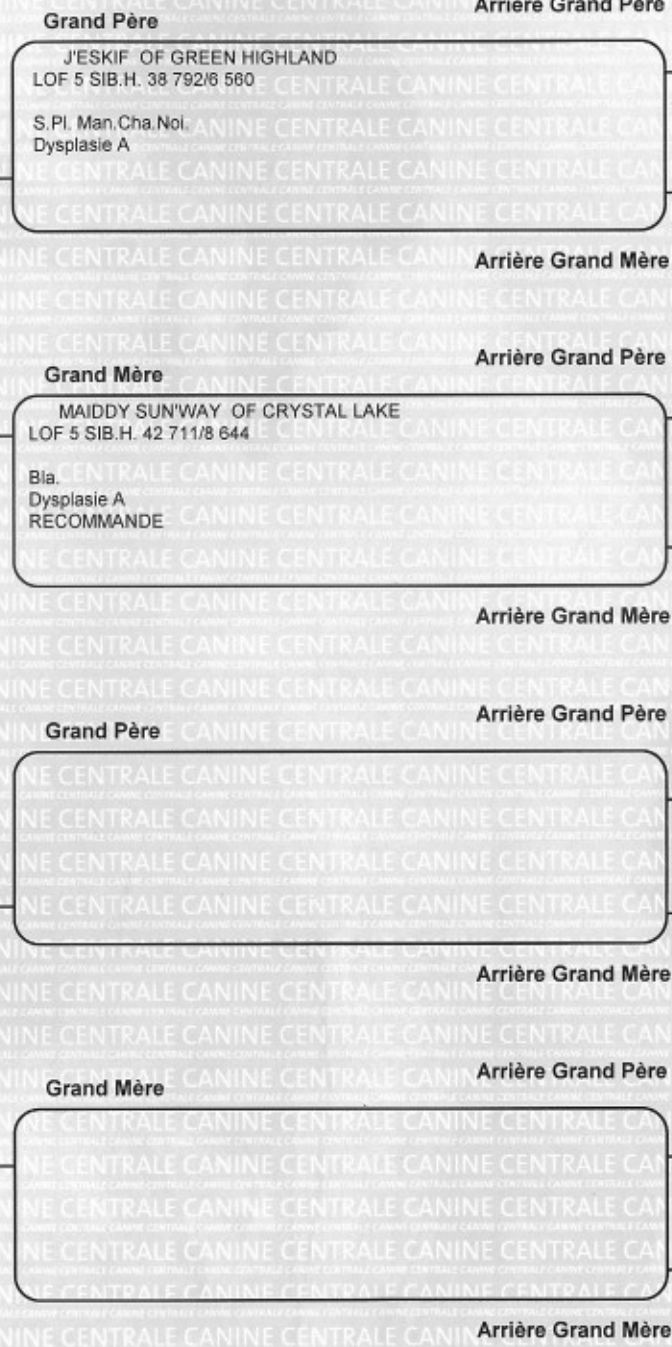 Arrière Grand Père
Grand Père
J'ESKIF OF GREEN HIGHLAND
LOF 5 SIB.H. 38 792/6 560
S.Pl. Man.Cha.Noi.
Dysplasie A
Arrière Grand Mère
Arrière Grand Père
Grand Mère
MAIDDY SUN'WAY OF CRYSTAL LAKE
LOF 5 SIB.H. 42 711/8 644
Bla.
Dysplasie A
RECOMMANDE
Arrière Grand Mère
Arrière Grand Père
Grand Père
Arrière Grand Mère
Arrière Grand Père
Grand Mère
Arrière Grand Mère
CENTRALE CANINE